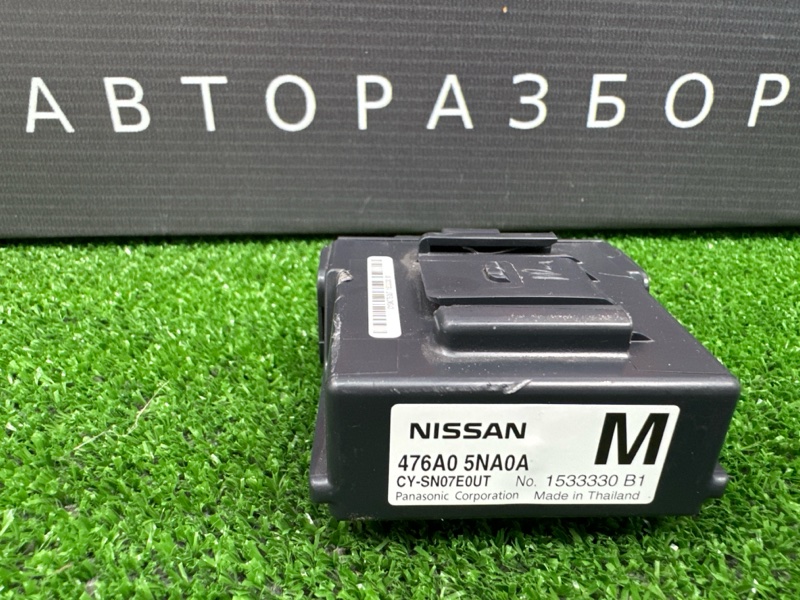 АВТОРАЗБОР
NISSAN M
476A0 5NA0A
CY-SN07E0UT No. 1533330 B1
Panasonic Corporation Made in Thailand